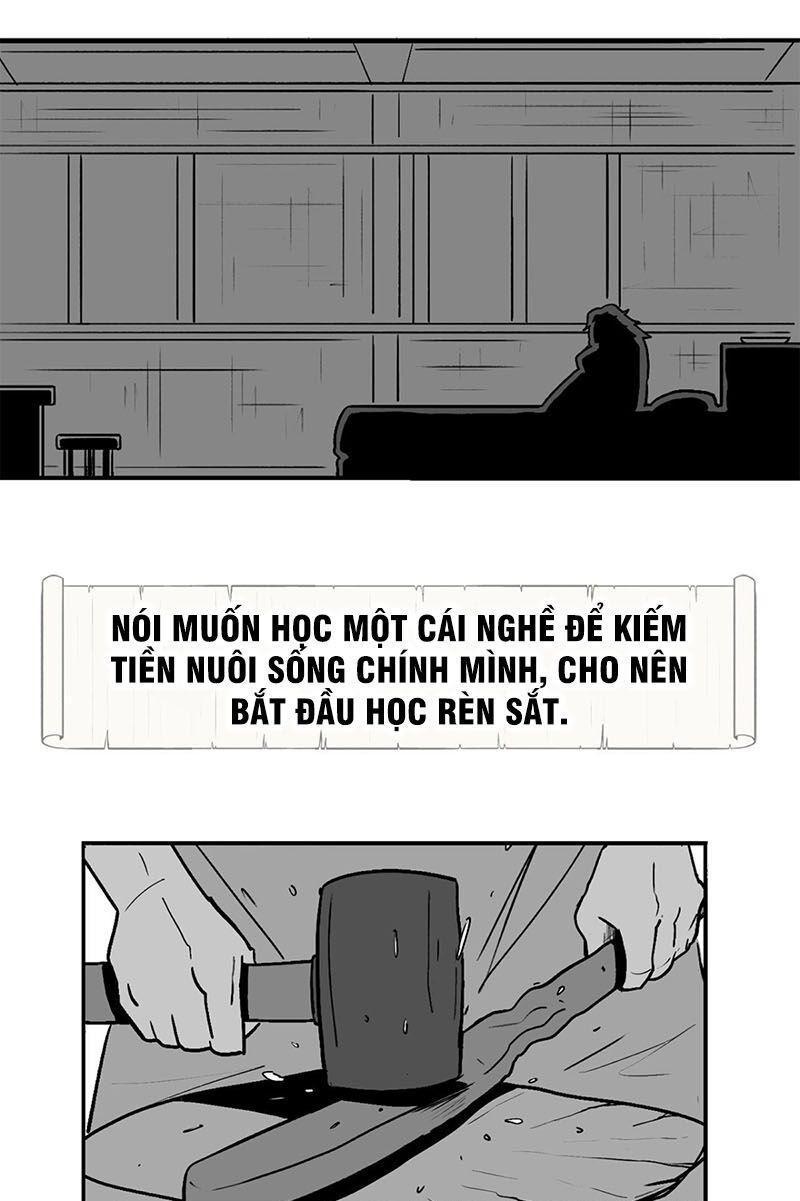 NÓI MUỐN HỌC MỘT CÁI NGHỀ ĐỂ KIẾM
TIỀN NUÔI SỐNG CHÍNH MÌNH, CHO NÊN
BẮT ĐẦU HỌC RÈN SẮT.